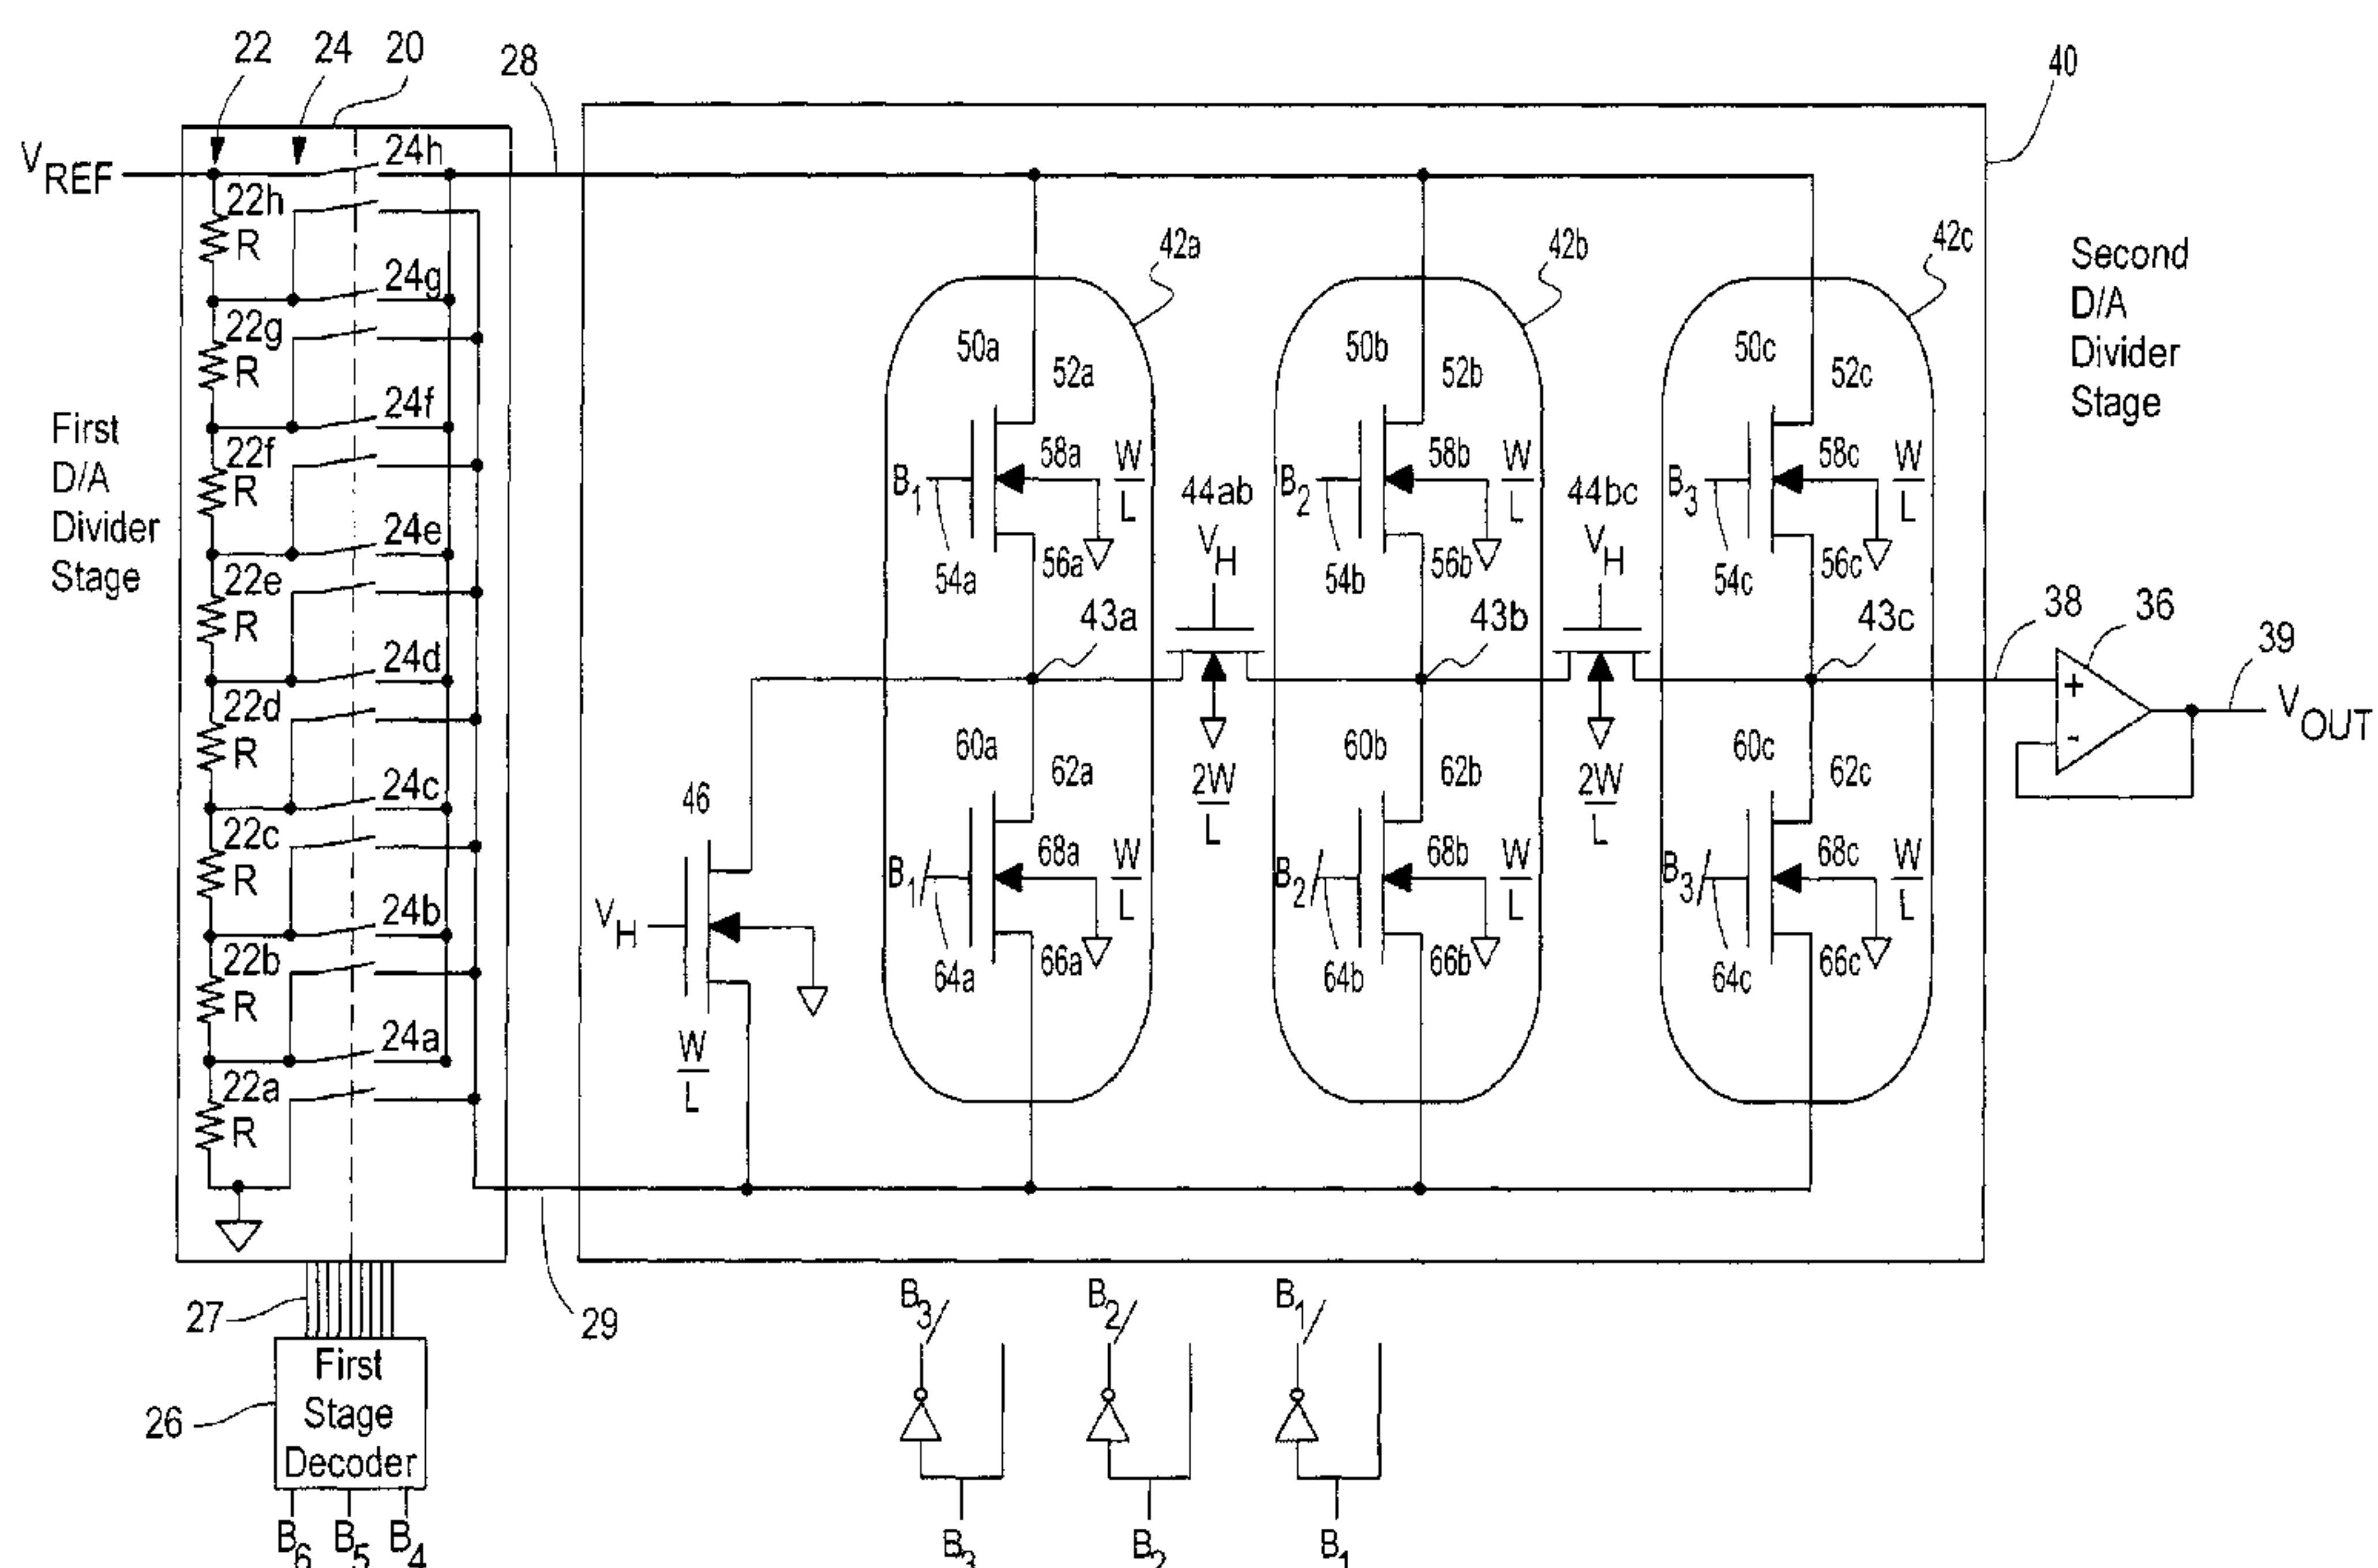 22 24 20 28 40
V REF
24h
22h
R
24g
22g
R
24f
22f
R
24e
22e
R
24d
22d
R
24c
22c
R
24b
22b
R
24a
22a
R
First
D/A
Divider
Stage
27
First
Stage
Decoder
26
B6 B5 B4
29
42a 42b 42c
Second
D/A
Divider
Stage
50a 52a 50b 52b 50c 52c
B1 58a W/L 44ab B2 58b W/L 44bc B3 58c W/L
VH VH
54a 56a 54b 56b 54c 56c
43a 43b 43c 38 36 39
+
-
V OUT
60a 62a 2W/L 60b 62b 2W/L 60c 62c
46
VH
W/L
B1/ 68a W/L B2/ 68b W/L B3/ 68c W/L
64a 66a 64b 66b 64c 66c
B3/ B2/ B1/
B3 B2 B1